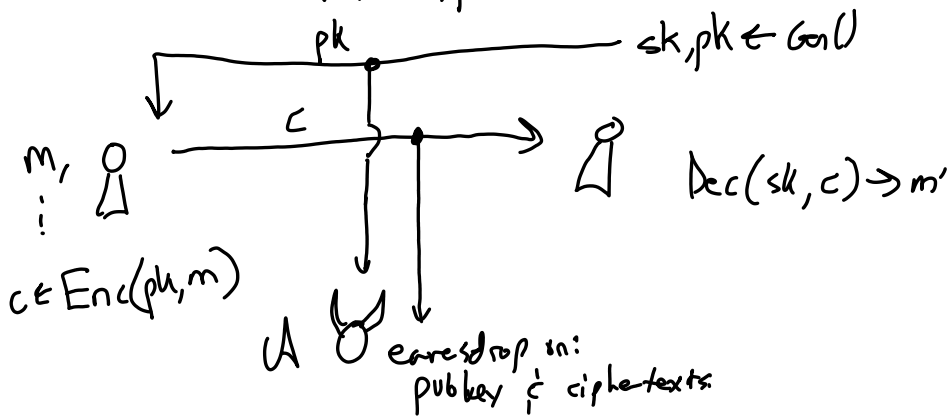 pk
sk, pk ← Gen()
c
m,
⋮
Dec(sk, c) → m'
c ← Enc(pk, m)
A
eavesdrop on:
pubkey & ciphertexts.